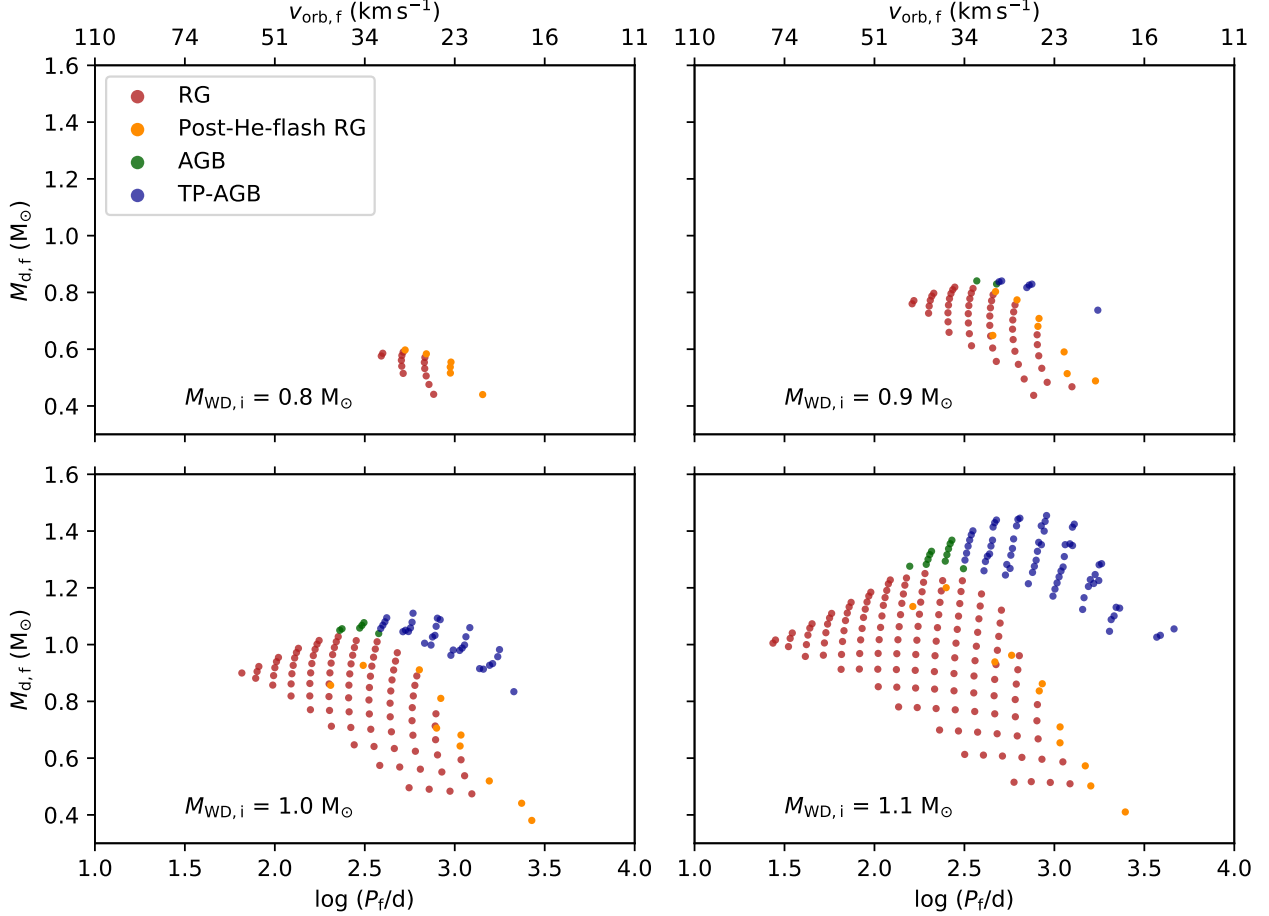 v_orb, f (km s⁻¹) v_orb, f (km s⁻¹)
110 74 51 34 23 16 11 110 74 51 34 23 16 11
1.6
RG
Post-He-flash RG
AGB
TP-AGB
1.4
1.2
1.0
0.8
0.6
0.4
M_d, f (M⊙)
M_WD, i = 0.8 M⊙ M_WD, i = 0.9 M⊙
1.6
1.4
1.2
1.0
0.8
0.6
0.4
M_d, f (M⊙)
M_WD, i = 1.0 M⊙ M_WD, i = 1.1 M⊙
1.0 1.5 2.0 2.5 3.0 3.5 4.0 1.0 1.5 2.0 2.5 3.0 3.5 4.0
log (P_f/d) log (P_f/d)